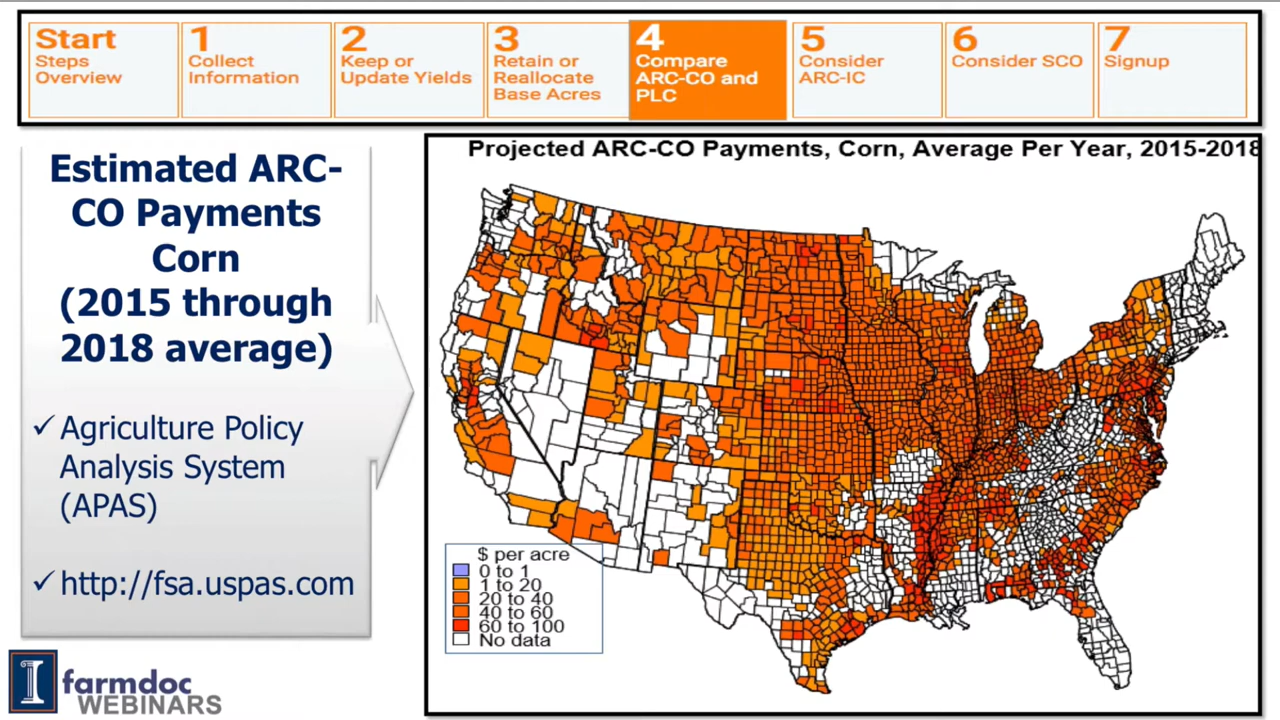 Start
Steps
Overview
1
Collect
Information
2
Keep or
Update Yields
3
Retain or
Reallocate
Base Acres
4
Compare
ARC-CO and
PLC
5
Consider
ARC-IC
6
Consider SCO
7
Signup
Estimated ARC-
CO Payments
Corn
(2015 through
2018 average)
✓ Agriculture Policy
Analysis System
(APAS)
✓ http://fsa.uspas.com
Projected ARC-CO Payments, Corn, Average Per Year, 2015-2018
$ per acre
0 to 1
1 to 20
20 to 40
40 to 60
60 to 100
No data
I
farmdoc
WEBINARS